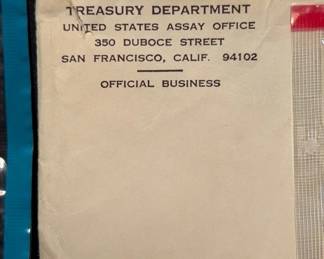 TREASURY DEPARTMENT
UNITED STATES ASSAY OFFICE
350 DUBOCE STREET
SAN FRANCISCO, CALIF. 94102
OFFICIAL BUSINESS